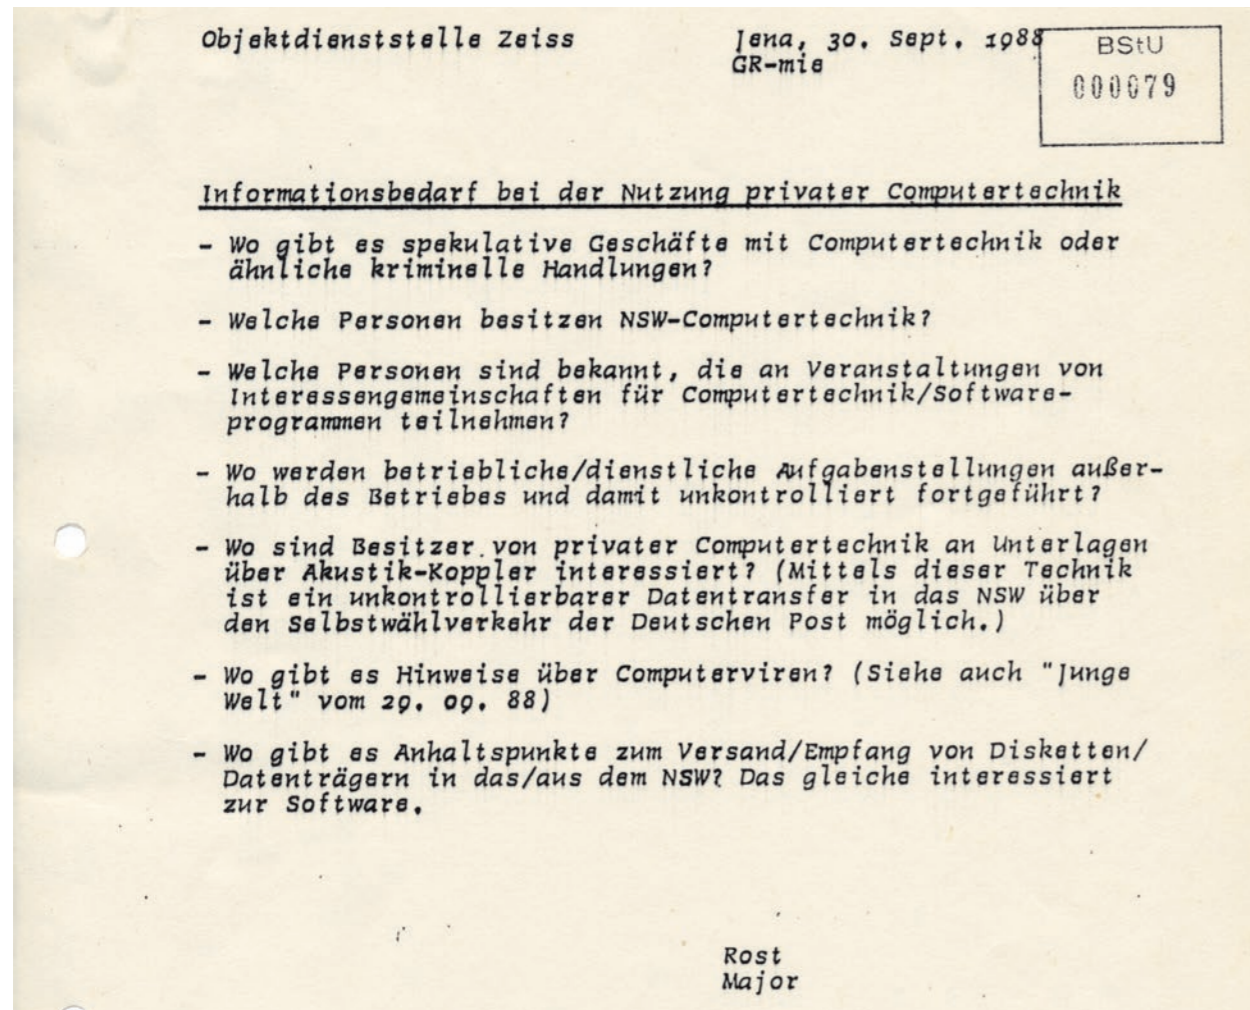 Objektdienststelle Zeiss
Jena, 30. Sept. 1988
GR-mie
BStU
000079
Informationsbedarf bei der Nutzung privater Computertechnik
- Wo gibt es spekulative Geschäfte mit Computertechnik oder
ähnliche kriminelle Handlungen?
- Welche Personen besitzen NSW-Computertechnik?
- Welche Personen sind bekannt, die an Veranstaltungen von
Interessengemeinschaften für Computertechnik/Software-
programmen teilnehmen?
- Wo werden betriebliche/dienstliche Aufgabenstellungen außer-
halb des Betriebes und damit unkontrolliert fortgeführt?
- Wo sind Besitzer von privater Computertechnik an Unterlagen
über Akustik-Koppler interessiert? (Mittels dieser Technik
ist ein unkontrollierbarer Datentransfer in das NSW über
den Selbstwählverkehr der Deutschen Post möglich.)
- Wo gibt es Hinweise über Computerviren? (Siehe auch "Junge
Welt" vom 29. 09. 88)
- Wo gibt es Anhaltspunkte zum Versand/Empfang von Disketten/
Datenträgern in das/aus dem NSW? Das gleiche interessiert
zur Software.
Rost
Major